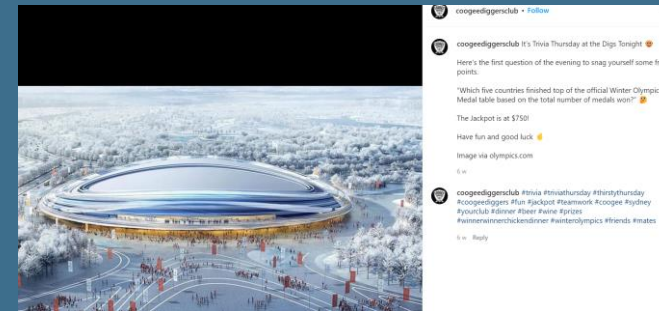 coogeediggersclub • Follow
coogeediggersclub It's Trivia Thursday at the Digs Tonight 😍
Here's the first question of the evening to snag yourself some
points.
"Which five countries finished top of the official Winter Olympic
Medal table based on the total number of medals won?"
The Jackpot is at $750!
Have fun and good luck
Image via olympics.com
6 w
coogeediggersclub #trivia #triviathursday #thirstythursday
#coogeediggers #fun #jackpot #teamwork #coogee #sydney
#yourclub #dinner #beer #wine #prizes
#winnerwinnerchickendinner #winterolympics #friends #mates
6 w Reply